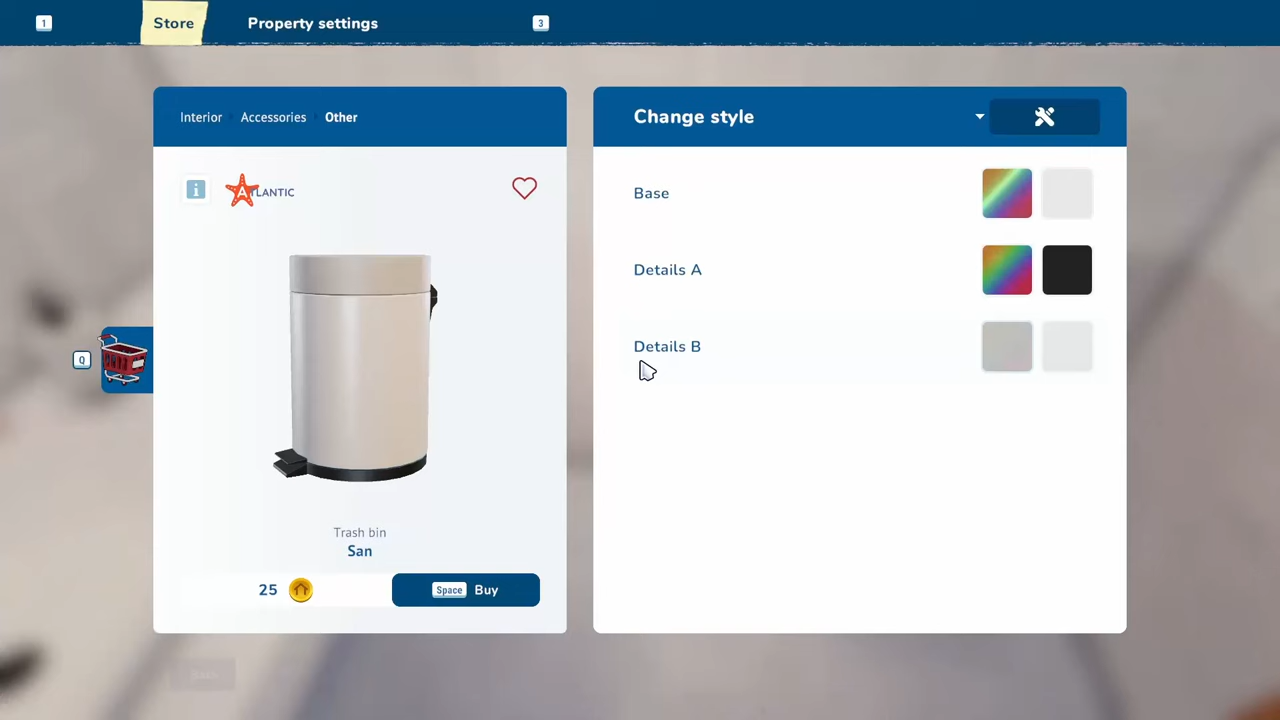 1
Store
Property settings
3
Interior Accessories Other
Change style
i
ATLANTIC
Base
Details A
Details B
Q
Trash bin
San
25
Space Buy